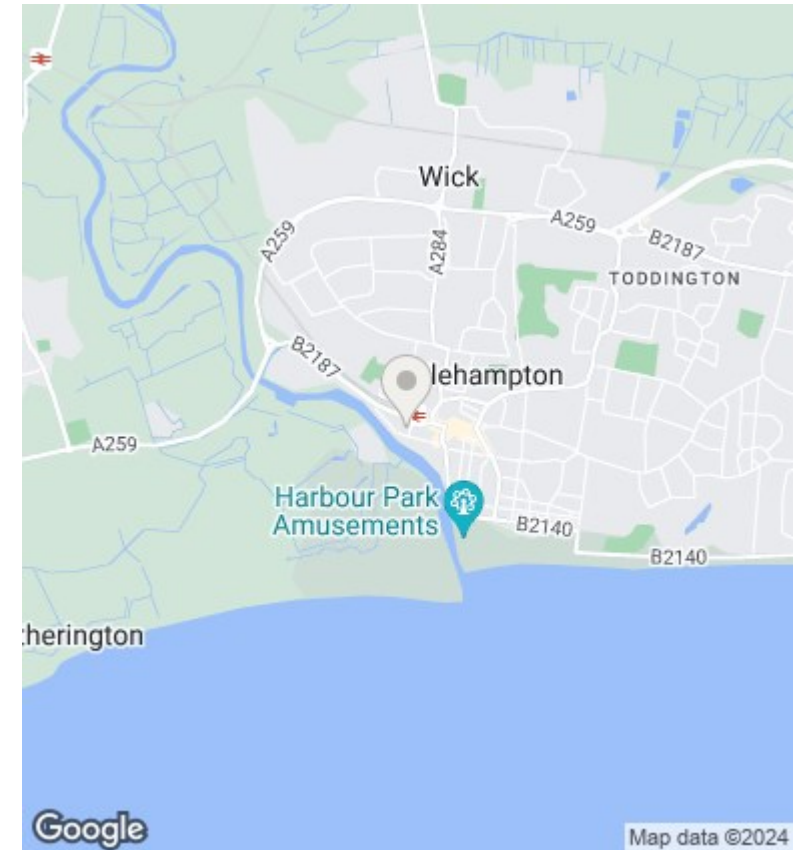 Wick
A259
A259
A284
B2187
TODDINGTON
B2187
lehampton
A259
Harbour Park
Amusements
B2140
B2140
therington
Google
Map data ©2024